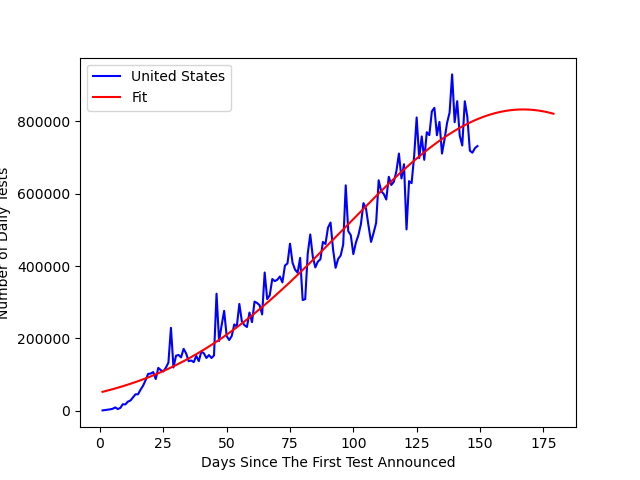 United States
Fit
800000
600000
400000
200000
0
Number of Daily Tests
0 25 50 75 100 125 150 175
Days Since The First Test Announced